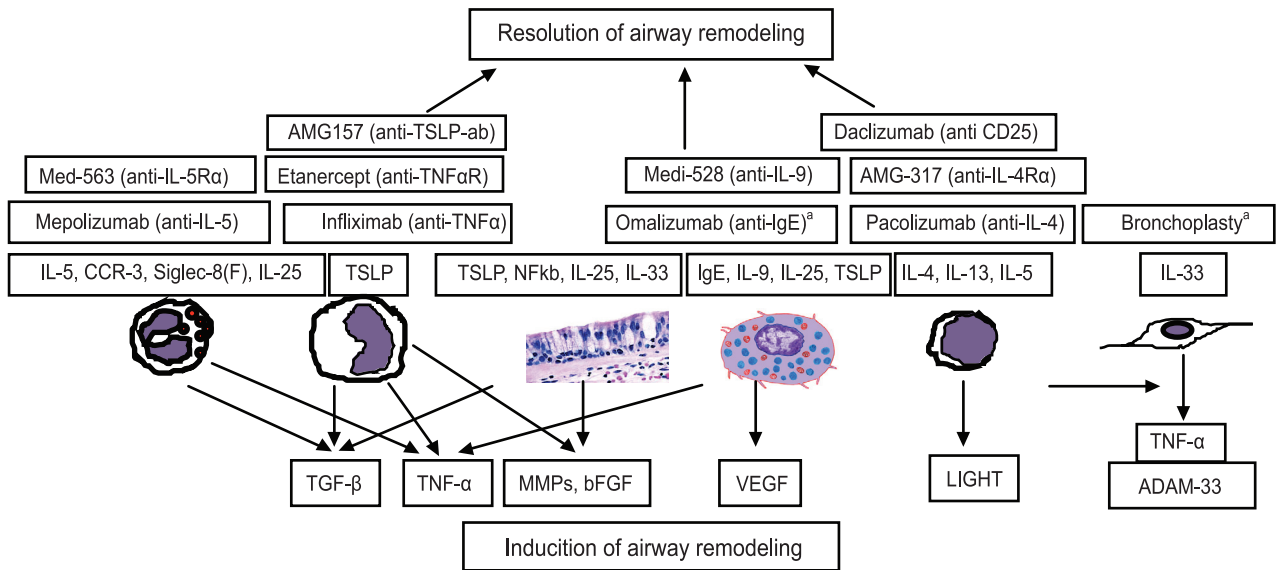 Resolution of airway remodeling
AMG157 (anti-TSLP-ab)
Daclizumab (anti CD25)
Med-563 (anti-IL-5Rα)
Etanercept (anti-TNFαR)
Medi-528 (anti-IL-9)
AMG-317 (anti-IL-4Rα)
Mepolizumab (anti-IL-5)
Infliximab (anti-TNFα)
Omalizumab (anti-IgE)ᵃ
Pacolizumab (anti-IL-4)
Bronchoplastyᵃ
IL-5, CCR-3, Siglec-8(F), IL-25
TSLP
TSLP, NFkb, IL-25, IL-33
IgE, IL-9, IL-25, TSLP
IL-4, IL-13, IL-5
IL-33
TGF-β
TNF-α
MMPs, bFGF
VEGF
LIGHT
TNF-α
ADAM-33
Inducition of airway remodeling